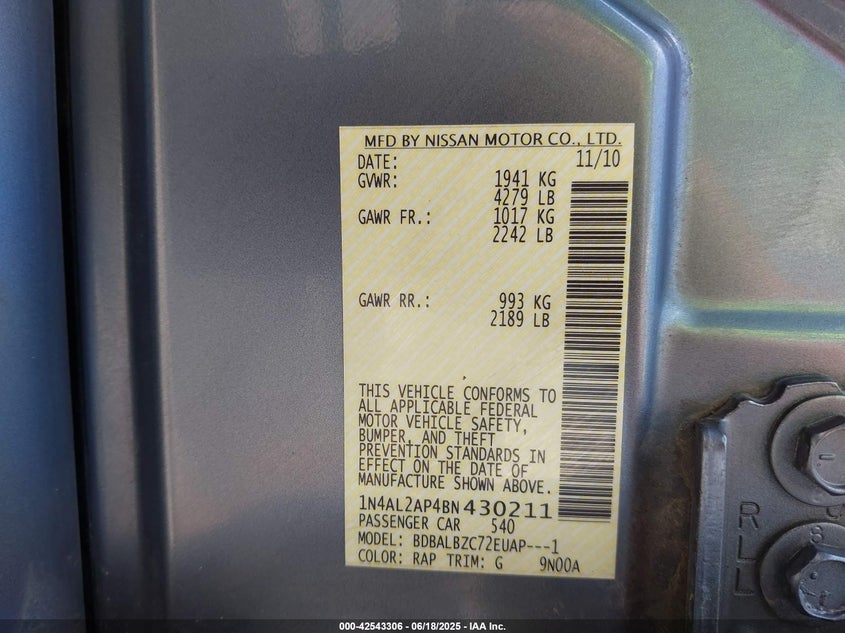 MFD BY NISSAN MOTOR CO., LTD.
DATE: 11/10
GVWR: 1941 KG
4279 LB
GAWR FR.: 1017 KG
2242 LB
GAWR RR.: 993 KG
2189 LB
THIS VEHICLE CONFORMS TO
ALL APPLICABLE FEDERAL
MOTOR VEHICLE SAFETY,
BUMPER, AND THEFT
PREVENTION STANDARDS IN
EFFECT ON THE DATE OF
MANUFACTURE SHOWN ABOVE.
1N4AL2AP4BN430211
PASSENGER CAR 540
MODEL: BDBALBZC72EUAP---1
COLOR: RAP TRIM: G 9N00A
RLL
8
000-42543306 - 06/18/2025 - IAA Inc.